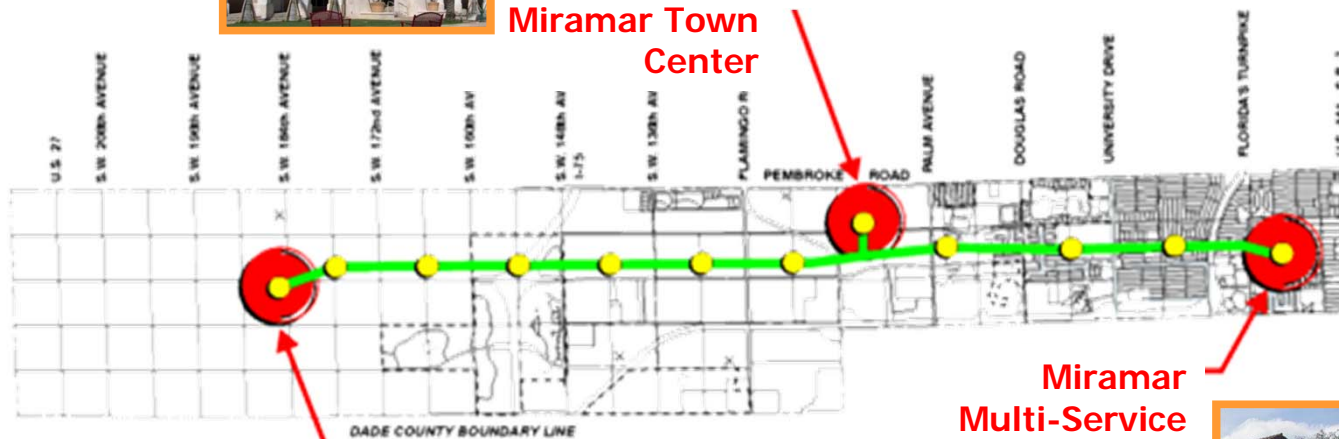 Miramar Town
Center
U.S. 27
S.W. 208th AVENUE
S.W. 196th AVENUE
S.W. 184th AVENUE
S.W. 172nd AVENUE
S.W. 160th AV
S.W. 148th AV
I-75
S.W. 136th AV
FLAMINGO R
PALM AVENUE
DOUGLAS ROAD
UNIVERSITY DRIVE
FLORIDA'S TURNPIKE
PEMBROKE ROAD
Miramar
Multi-Service
DADE COUNTY BOUNDARY LINE